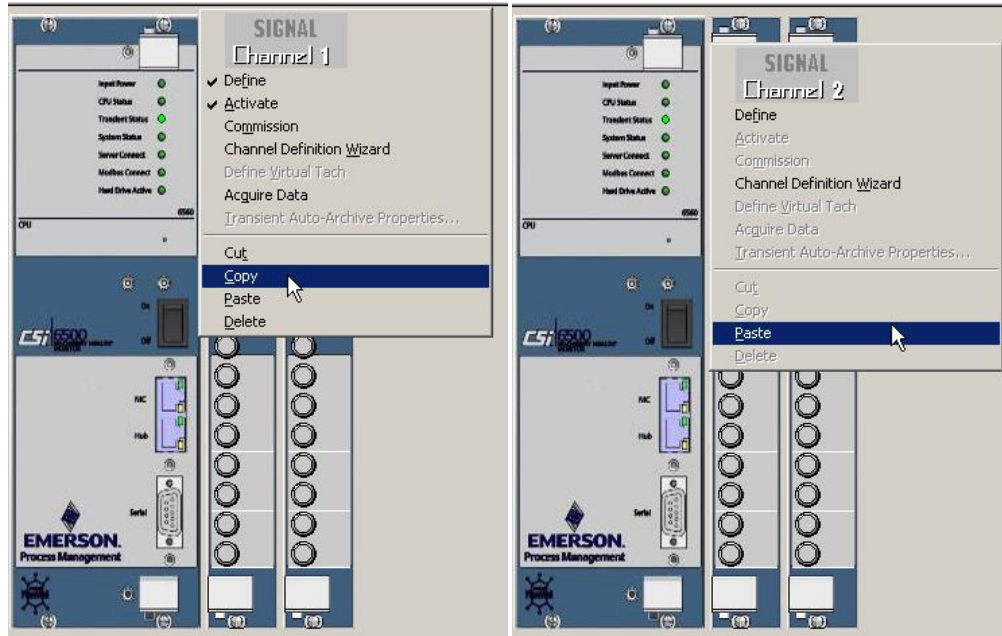 SIGNAL
Channel 1
Define
Activate
Commission
Channel Definition Wizard
Define Virtual Tach
Acquire Data
Transient Auto-Archive Properties...
Cut
Copy
Paste
Delete
Input Power
CPU Status
Transient Status
System Status
Server Connect
Modbus Connect
Hard Drive Active
6560
CPU
On
CSi 6500
Off
NIC
Hub
Serial
EMERSON.
Process Management
SIGNAL
Channel 2
Define
Activate
Commission
Channel Definition Wizard
Define Virtual Tach
Acquire Data
Transient Auto-Archive Properties...
Cut
Copy
Paste
Delete
Input Power
CPU Status
Transient Status
System Status
Server Connect
Modbus Connect
Hard Drive Active
6560
CPU
On
CSi 6500
Off
NIC
Hub
Serial
EMERSON.
Process Management